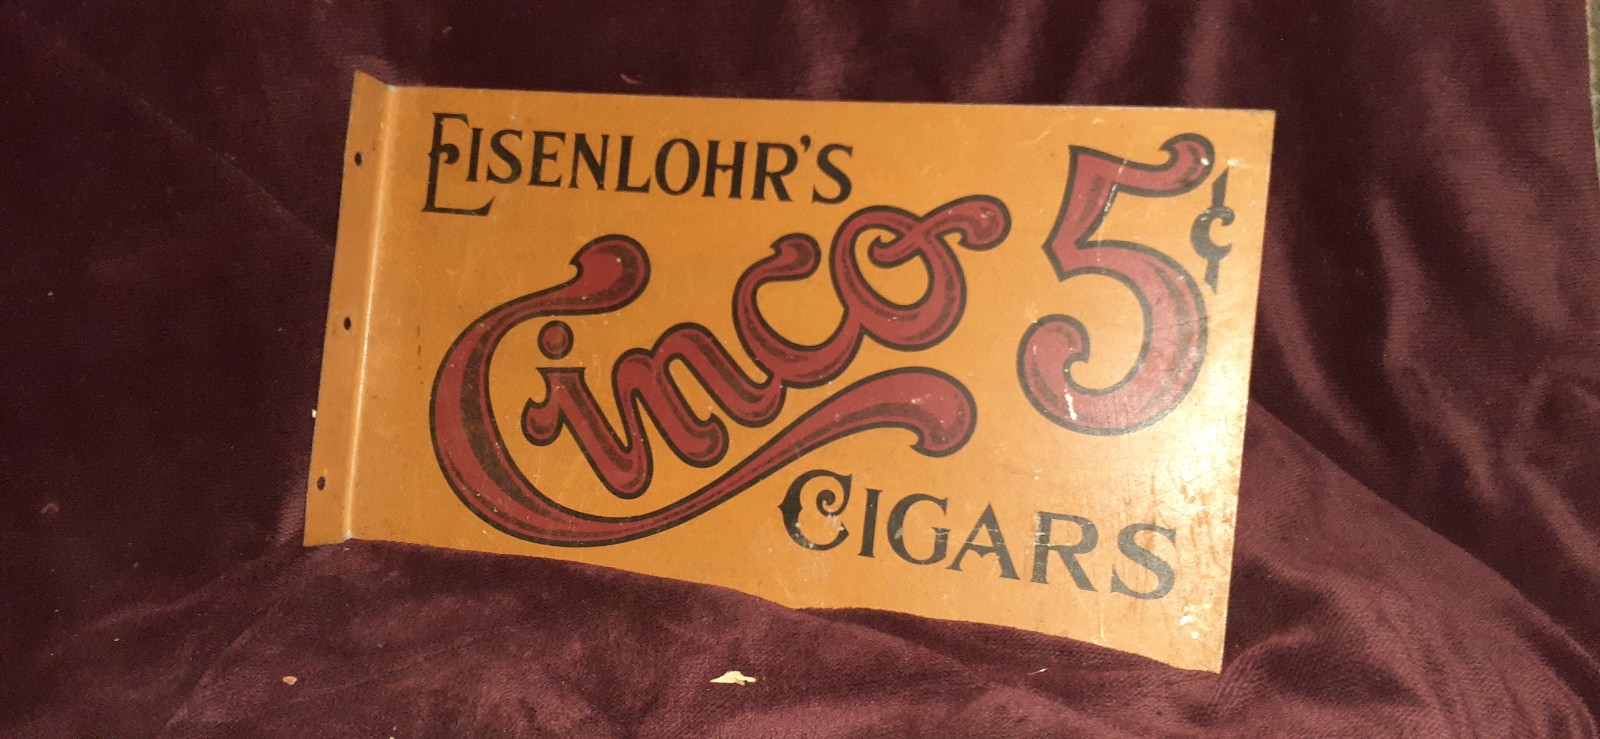 EISENLOHR'S
Cinco 5¢
CIGARS